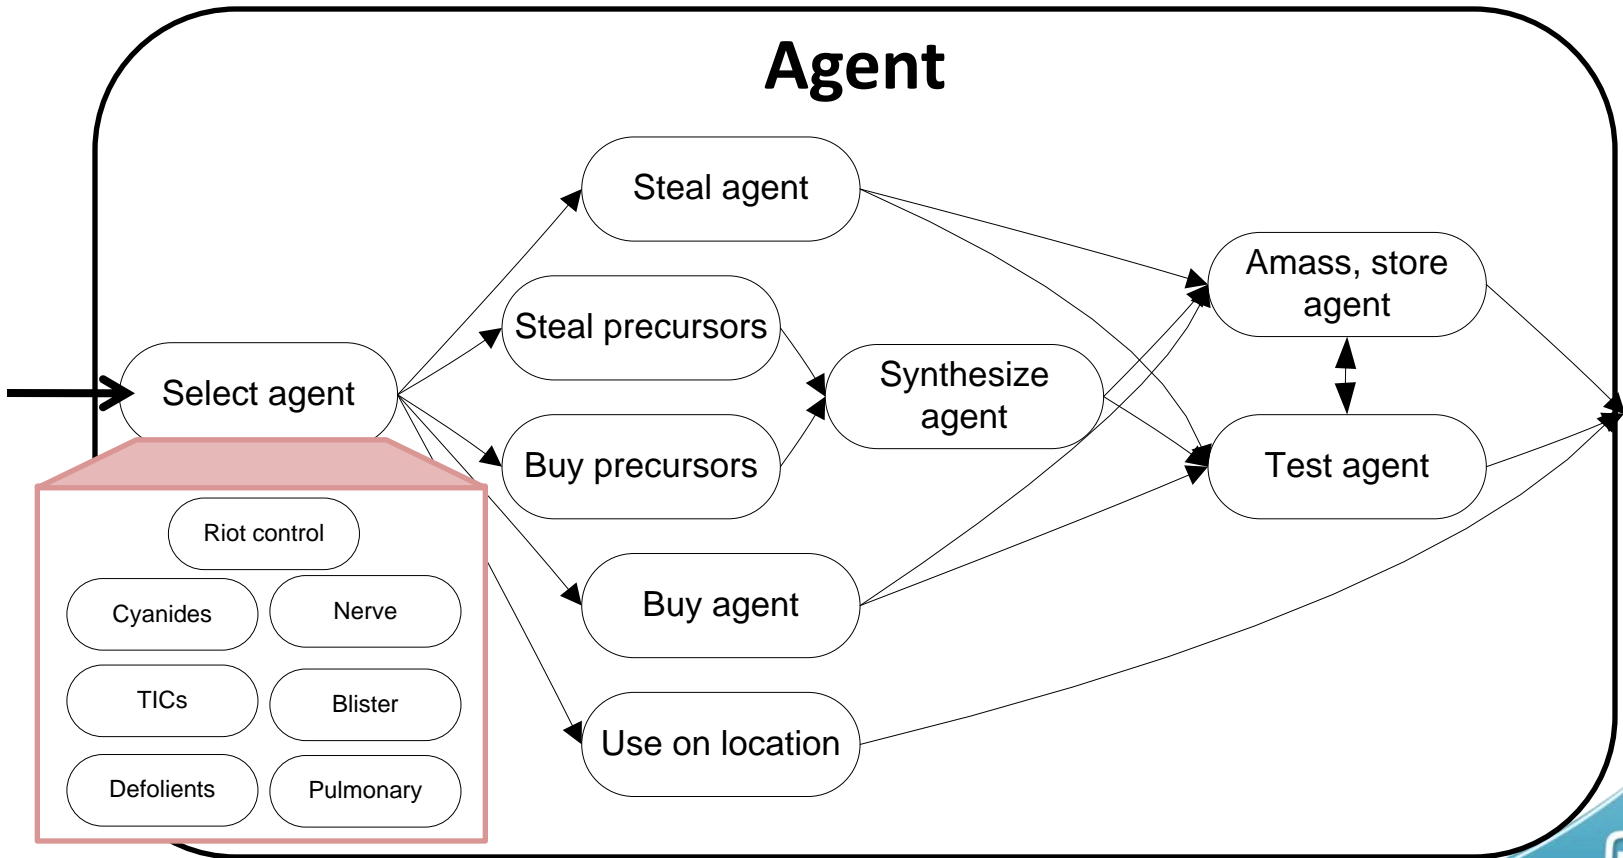 Agent
Steal agent
Amass, store
agent
Steal precursors
Select agent
Synthesize
agent
Buy precursors
Test agent
Riot control
Cyanides
Nerve
Buy agent
TICs
Blister
Use on location
Defolients
Pulmonary